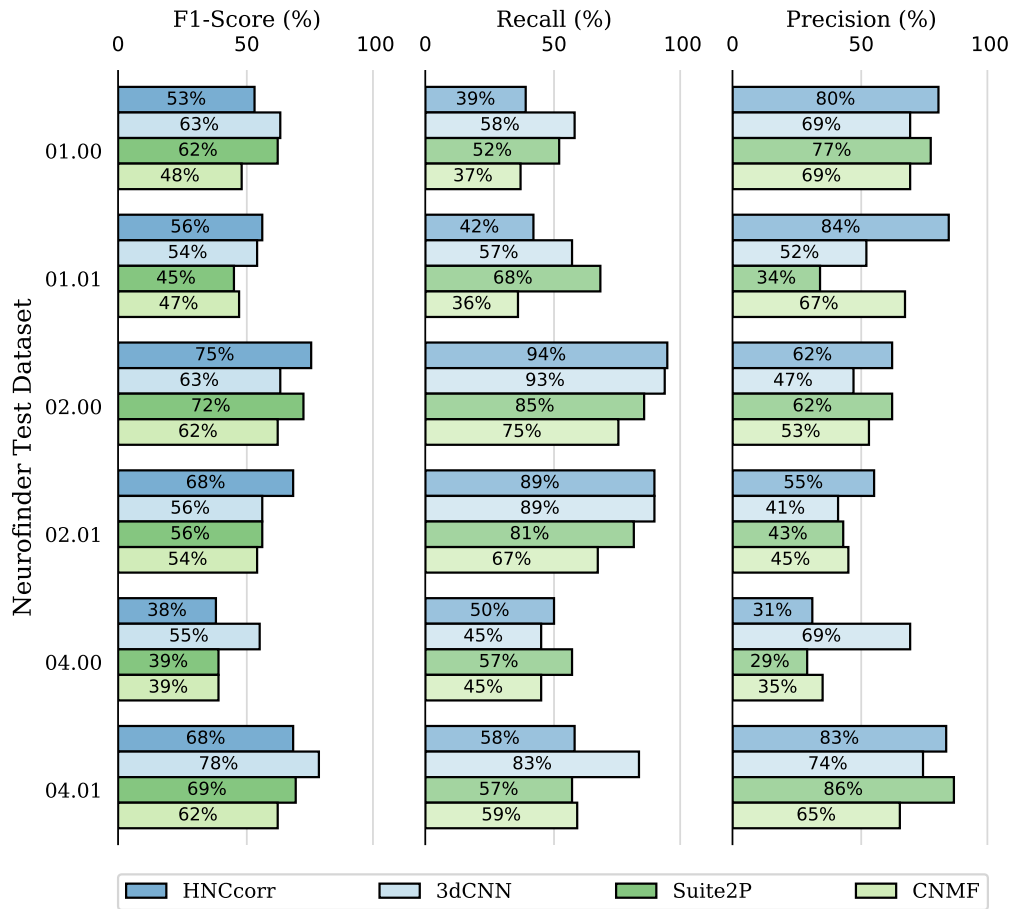 F1-Score (%) Recall (%) Precision (%)
0 50 100 0 50 100 0 50 100
Neurofinder Test Dataset
53% 39% 80%
63% 58% 69%
01.00
62% 52% 77%
48% 37% 69%
56% 42% 84%
54% 57% 52%
01.01
45% 68% 34%
47% 36% 67%
75% 94% 62%
63% 93% 47%
02.00
72% 85% 62%
62% 75% 53%
68% 89% 55%
56% 89% 41%
02.01
56% 81% 43%
54% 67% 45%
38% 50% 31%
55% 45% 69%
04.00
39% 57% 29%
39% 45% 35%
68% 58% 83%
78% 83% 74%
04.01
69% 57% 86%
62% 59% 65%
HNCcorr 3dCNN Suite2P CNMF